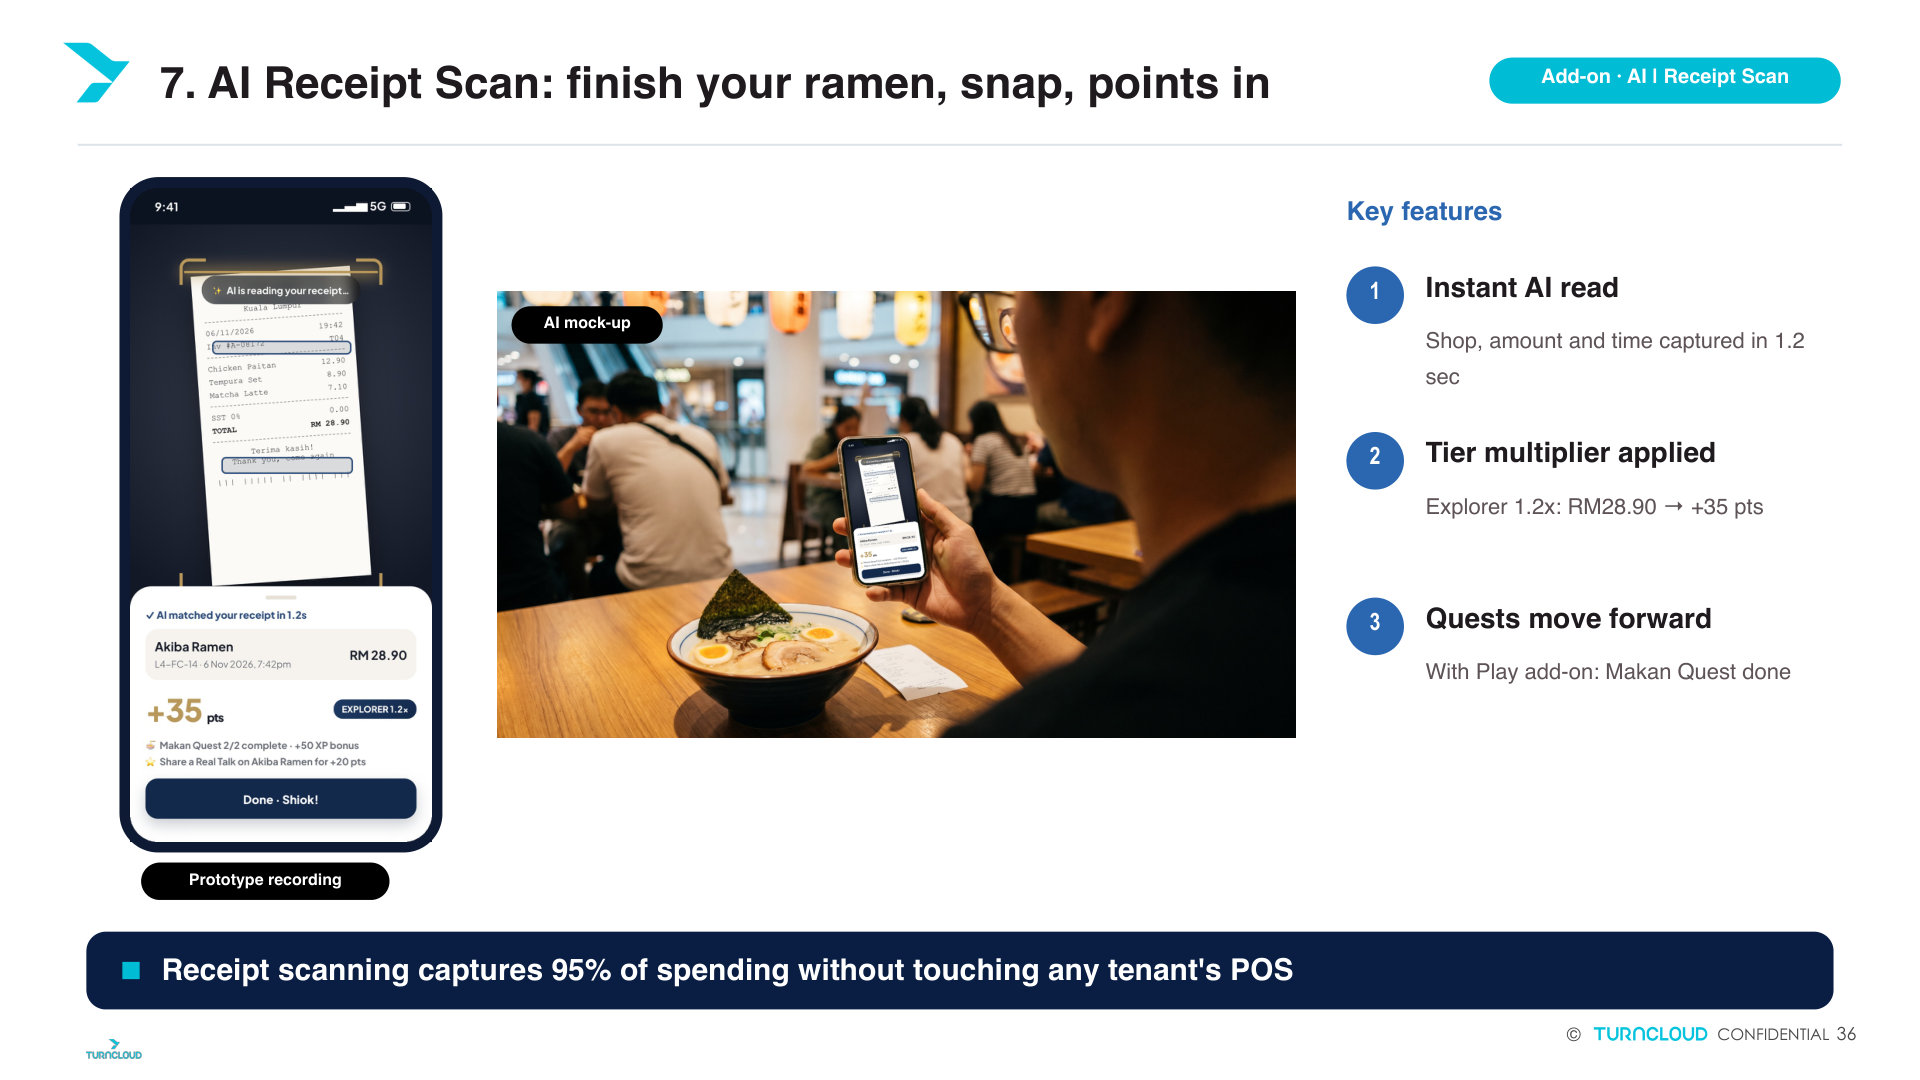 7. AI Receipt Scan: finish your ramen, snap, points in
Add-on · AI | Receipt Scan
9:41
5G
✨ AI is reading your receipt...
Kuala Lumpur
06/11/2026 19:42
T04
Chicken Paitan 12.90
Tempura Set 8.90
Matcha Latte 7.10
SST 0% 0.00
TOTAL RM 28.90
Terima kasih!
Thank you, come again
✓ AI matched your receipt in 1.2s
Akiba Ramen
L4-FC-14 · 6 Nov 2026, 7:42pm
RM 28.90
+35 pts
EXPLORER 1.2×
🍜 Makan Quest 2/2 complete · +50 XP bonus
⭐ Share a Real Talk on Akiba Ramen for +20 pts
Done · Shiok!
Prototype recording
AI mock-up
Key features
1
Instant AI read
Shop, amount and time captured in 1.2
sec
2
Tier multiplier applied
Explorer 1.2x: RM28.90 → +35 pts
3
Quests move forward
With Play add-on: Makan Quest done
Receipt scanning captures 95% of spending without touching any tenant's POS
TURNCLOUD
© TURNCLOUD CONFIDENTIAL 36